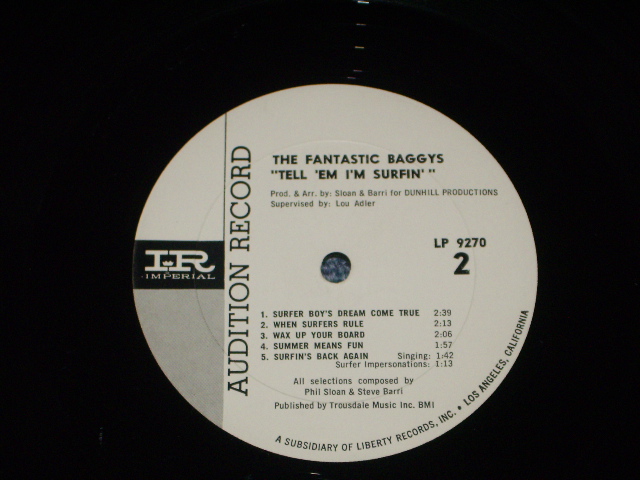 THE FANTASTIC BAGGYS
"TELL 'EM I'M SURFIN'"
Prod. & Arr. by: Sloan & Barri for DUNHILL PRODUCTIONS
Supervised by: Lou Adler
LP 9270
2
IR
IMPERIAL
AUDITION RECORD
1. SURFER BOY'S DREAM COME TRUE 2:39
2. WHEN SURFERS RULE 2:13
3. WAX UP YOUR BOARD 2:06
4. SUMMER MEANS FUN 1:57
5. SURFIN'S BACK AGAIN Singing: 1:42
Surfer Impersonations: 1:13
All selections composed by
Phil Sloan & Steve Barri
Published by Trousdale Music Inc. BMI
A SUBSIDIARY OF LIBERTY RECORDS, INC. • LOS ANGELES, CALIFORNIA